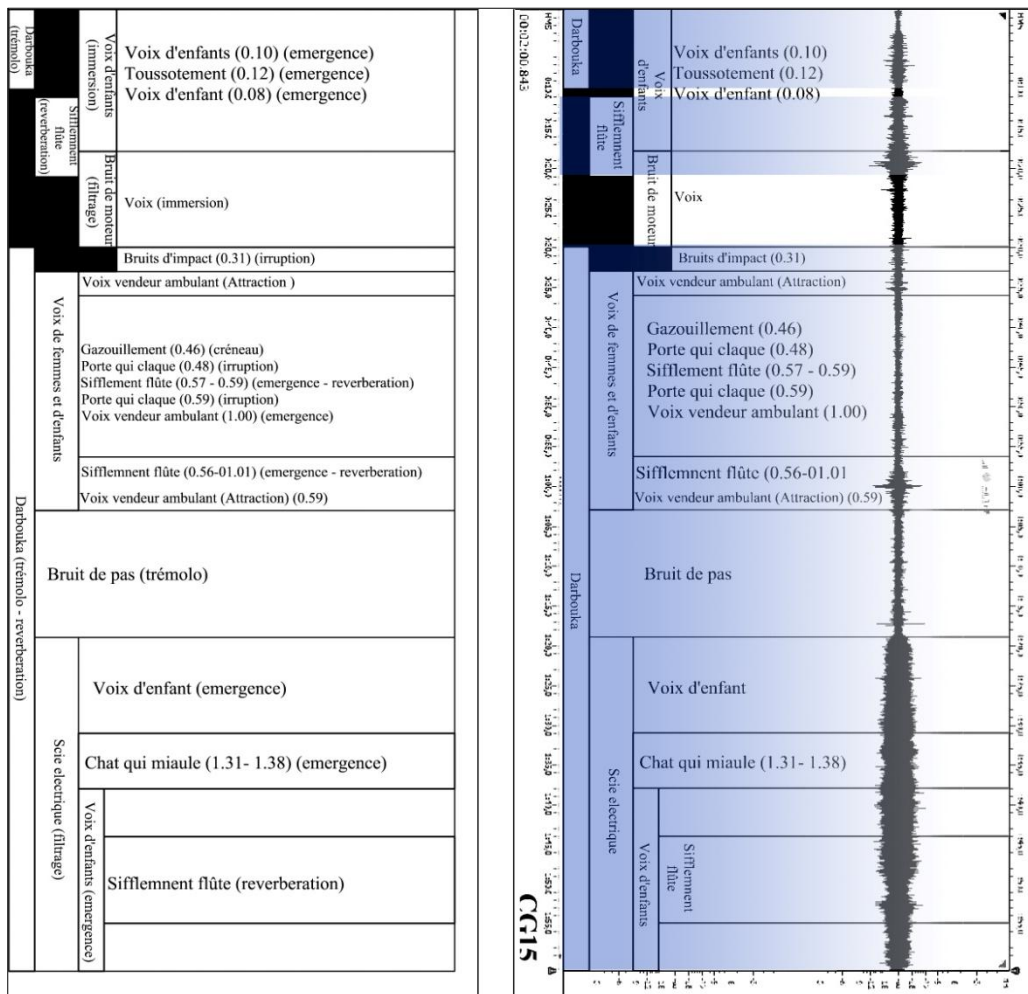 Darbouka
(trémolo)
Voix d'enfants
(immersion)
Voix d'enfants (0.10) (emergence)
Toussotement (0.12) (emergence)
Voix d'enfant (0.08) (emergence)
Sifflemnent
flûte
(reverberation)
Bruit de moteur
(filtrage)
Voix (immersion)
Bruits d'impact (0.31) (irruption)
Voix vendeur ambulant (Attraction )
Voix de femmes et d'enfants
Gazouillement (0.46) (créneau)
Porte qui claque (0.48) (irruption)
Sifflement flûte (0.57 - 0.59) (emergence - reverberation)
Porte qui claque (0.59) (irruption)
Voix vendeur ambulant (1.00) (emergence)
Sifflemnent flûte (0.56-01.01) (emergence - reverberation)
Voix vendeur ambulant (Attraction) (0.59)
Darbouka (trémolo - reverberation)
Bruit de pas (trémolo)
Scie electrique (filtrage)
Voix d'enfant (emergence)
Chat qui miaule (1.31- 1.38) (emergence)
Voix d'enfants (emergence)
Sifflemnent flûte (reverberation)
00:02:00.843
CG15
Darbouka
Voix
d'enfants
Voix d'enfants (0.10)
Toussotement (0.12)
Voix d'enfant (0.08)
Sifflemnent
flûte
Bruit de moteur
Voix
Bruits d'impact (0.31)
Voix vendeur ambulant (Attraction)
Voix de femmes et d'enfants
Gazouillement (0.46)
Porte qui claque (0.48)
Sifflement flûte (0.57 - 0.59)
Porte qui claque (0.59)
Voix vendeur ambulant (1.00)
Sifflemnent flûte (0.56-01.01
Voix vendeur ambulant (Attraction) (0.59)
Darbouka
Bruit de pas
Scie electrique
Voix d'enfant
Chat qui miaule (1.31- 1.38)
Voix d'enfants
Sifflemnent
flûte